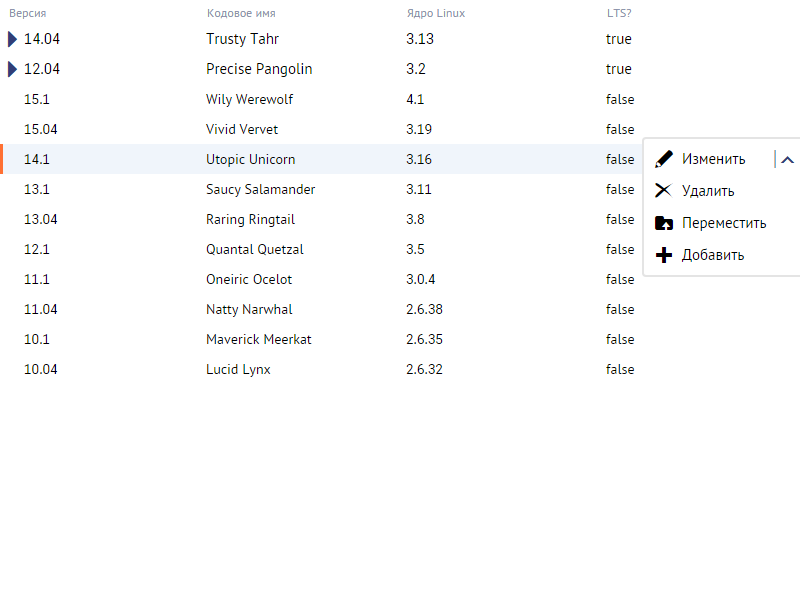 Версия Кодовое имя Ядро Linux LTS?
14.04 Trusty Tahr 3.13 true
12.04 Precise Pangolin 3.2 true
15.1 Wily Werewolf 4.1 false
15.04 Vivid Vervet 3.19 false
14.1 Utopic Unicorn 3.16 false Изменить
13.1 Saucy Salamander 3.11 false Удалить
13.04 Raring Ringtail 3.8 false Переместить
12.1 Quantal Quetzal 3.5 false Добавить
11.1 Oneiric Ocelot 3.0.4 false
11.04 Natty Narwhal 2.6.38 false
10.1 Maverick Meerkat 2.6.35 false
10.04 Lucid Lynx 2.6.32 false